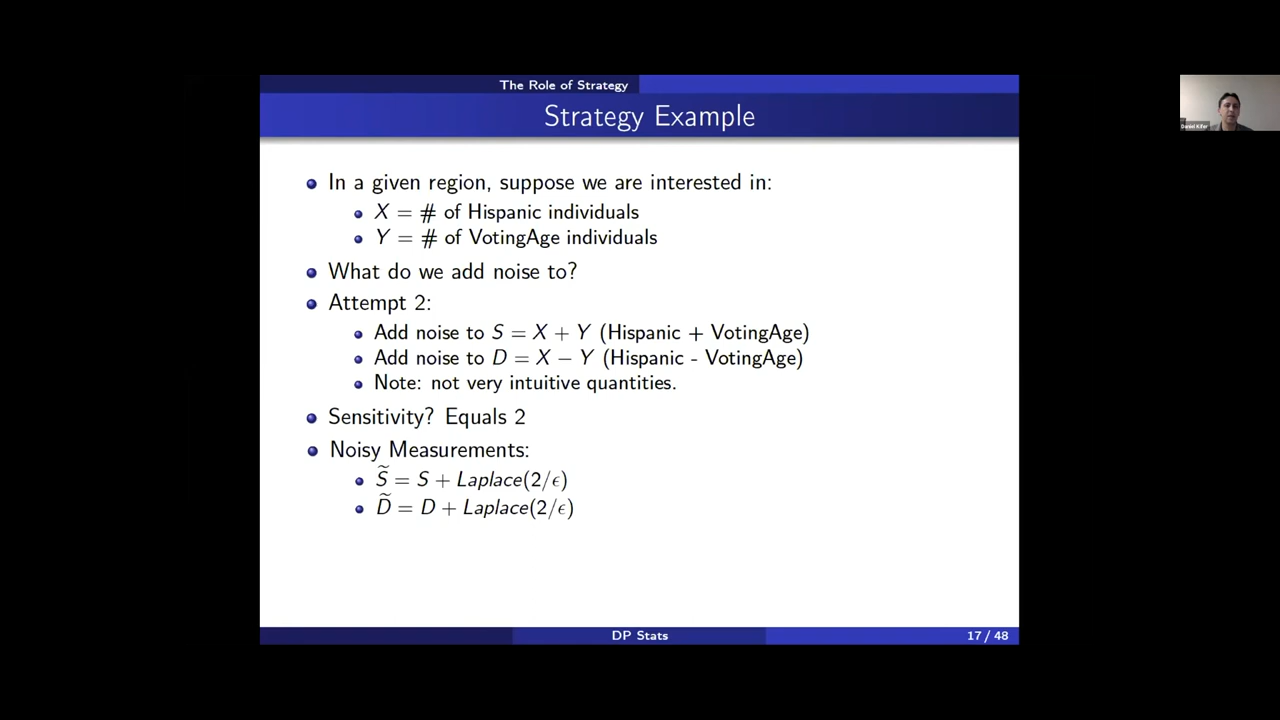 The Role of Strategy
Strategy Example
In a given region, suppose we are interested in:
X = # of Hispanic individuals
Y = # of VotingAge individuals
What do we add noise to?
Attempt 2:
Add noise to S = X + Y (Hispanic + VotingAge)
Add noise to D = X − Y (Hispanic - VotingAge)
Note: not very intuitive quantities.
Sensitivity? Equals 2
Noisy Measurements:
S̃ = S + Laplace(2/ϵ)
D̃ = D + Laplace(2/ϵ)
DP Stats
17 / 48
Daniel Kifer